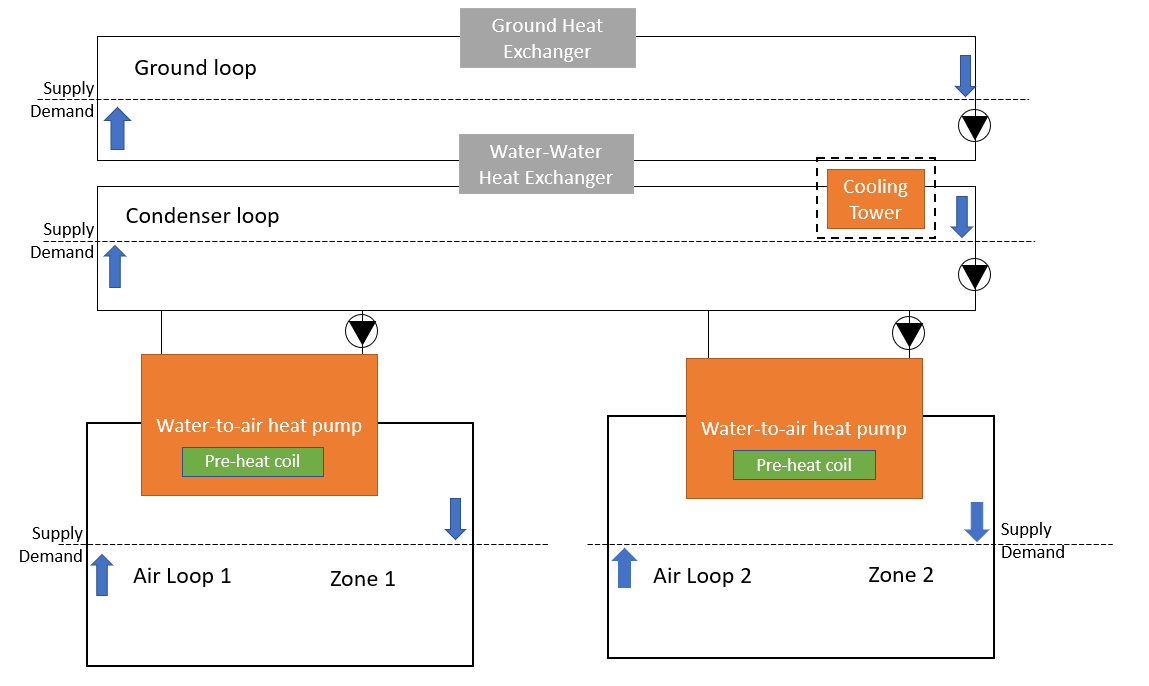 Ground Heat
Exchanger
Ground loop
Supply
Demand
Water-Water
Heat Exchanger
Cooling
Tower
Condenser loop
Supply
Demand
Water-to-air heat pump
Pre-heat coil
Water-to-air heat pump
Pre-heat coil
Supply
Demand
Air Loop 1
Zone 1
Supply
Demand
Air Loop 2
Zone 2